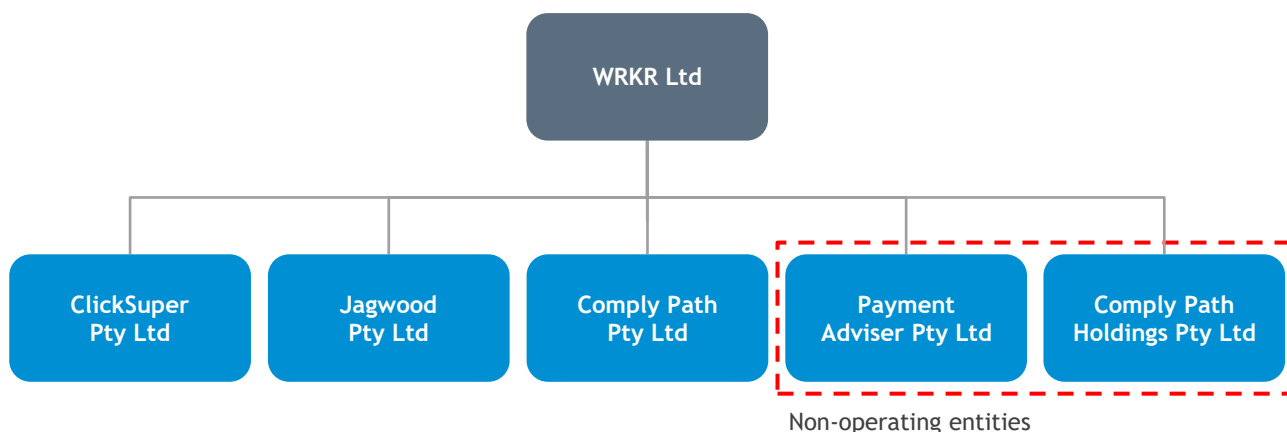 WRKR Ltd
ClickSuper
Pty Ltd
Jagwood
Pty Ltd
Comply Path
Pty Ltd
Payment
Adviser Pty Ltd
Comply Path
Holdings Pty Ltd
Non-operating entities